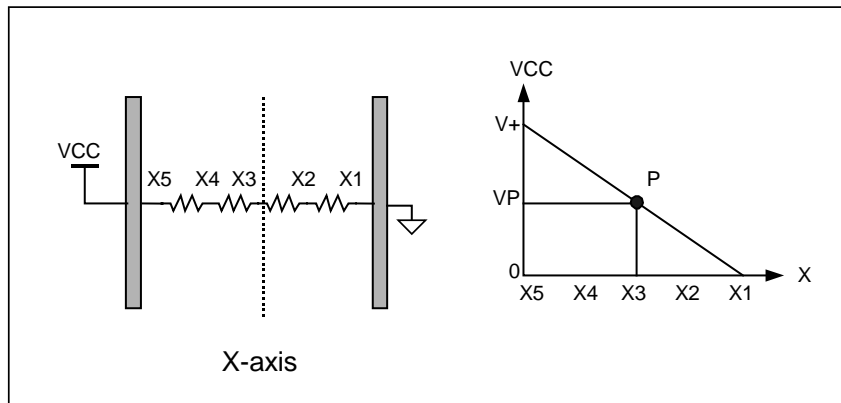 VCC
X5 X4 X3 X2 X1
X-axis
VCC
V+
P
VP
0
X
X5 X4 X3 X2 X1